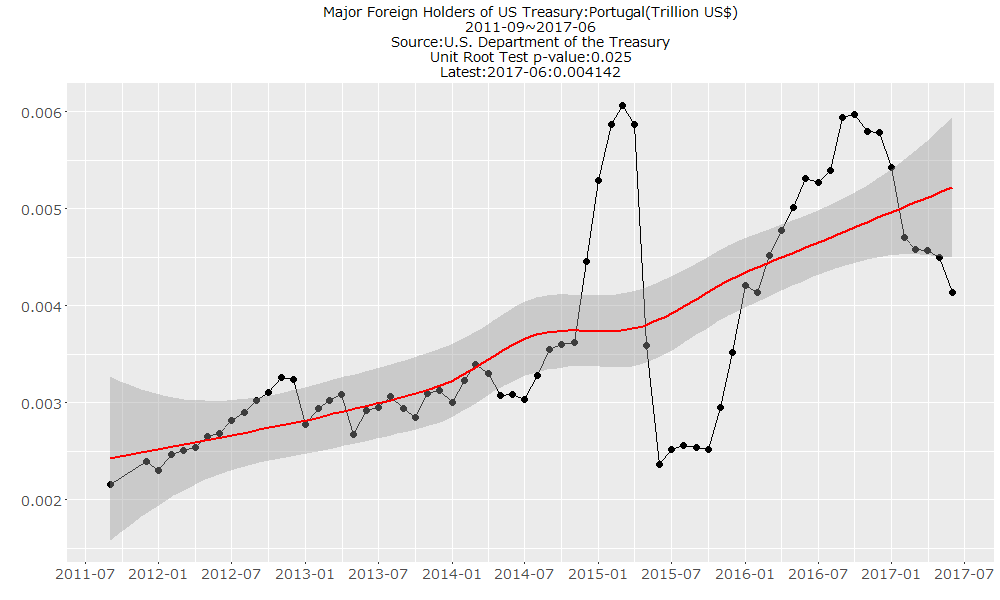 Major Foreign Holders of US Treasury:Portugal(Trillion US$)
2011-09~2017-06
Source:U.S. Department of the Treasury
Unit Root Test p-value:0.025
Latest:2017-06:0.004142
0.006
0.005
0.004
0.003
0.002
2011-07 2012-01 2012-07 2013-01 2013-07 2014-01 2014-07 2015-01 2015-07 2016-01 2016-07 2017-01 2017-07